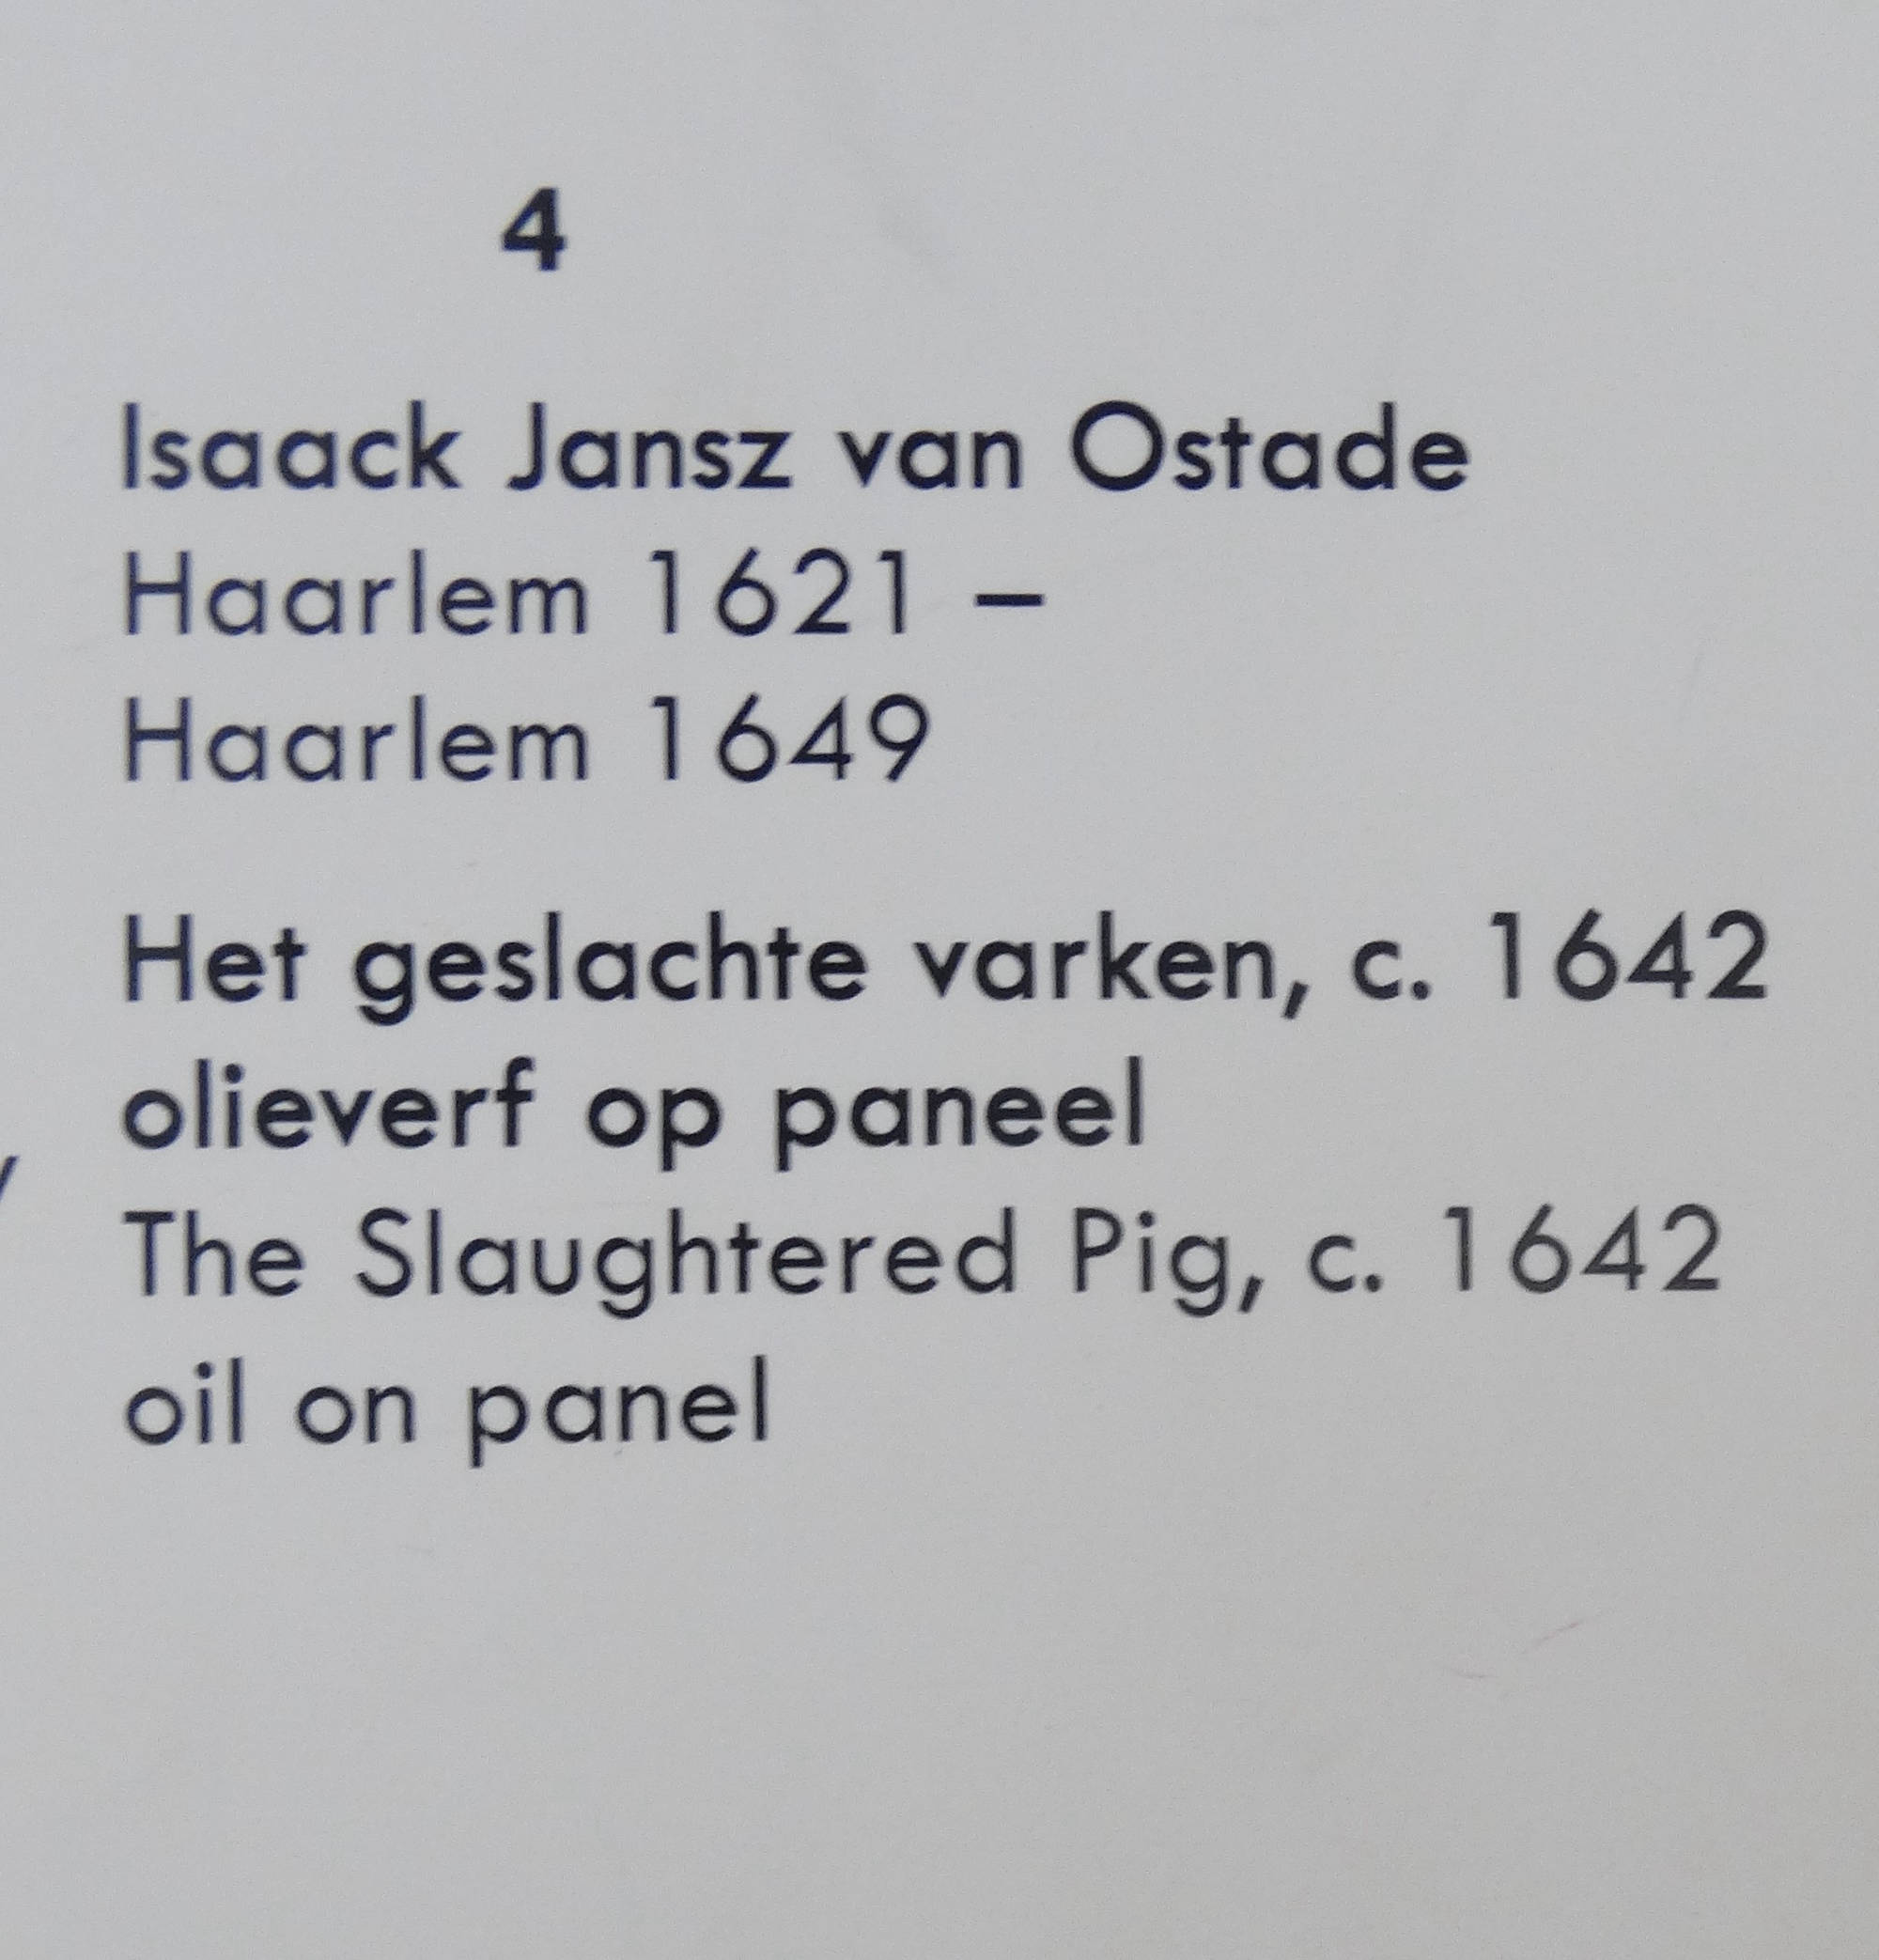 4
Isaack Jansz van Ostade
Haarlem 1621 –
Haarlem 1649
Het geslachte varken, c. 1642
olieverf op paneel
The Slaughtered Pig, c. 1642
oil on panel